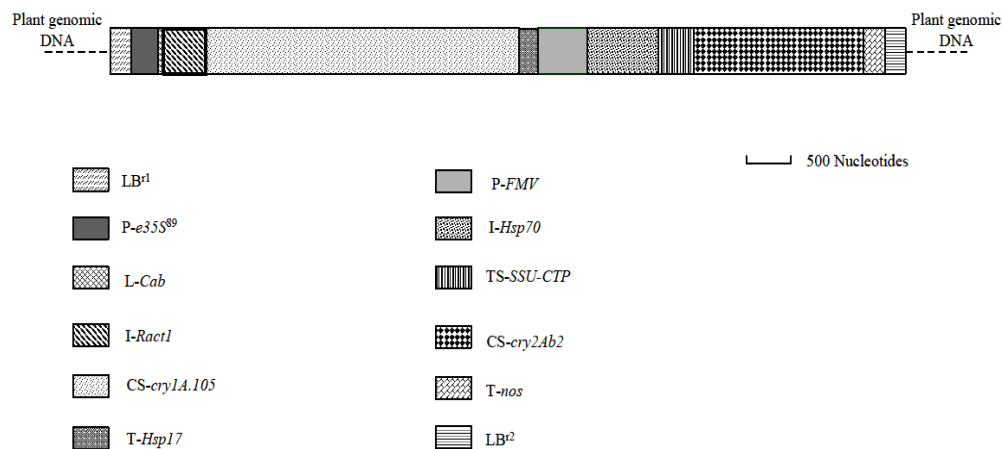 Plant genomic
DNA
Plant genomic
DNA
500 Nucleotides
LBr1
P-e35S89
L-Cab
I-Ract1
CS-cry1A.105
T-Hsp17
P-FMV
I-Hsp70
TS-SSU-CTP
CS-cry2Ab2
T-nos
LBr2